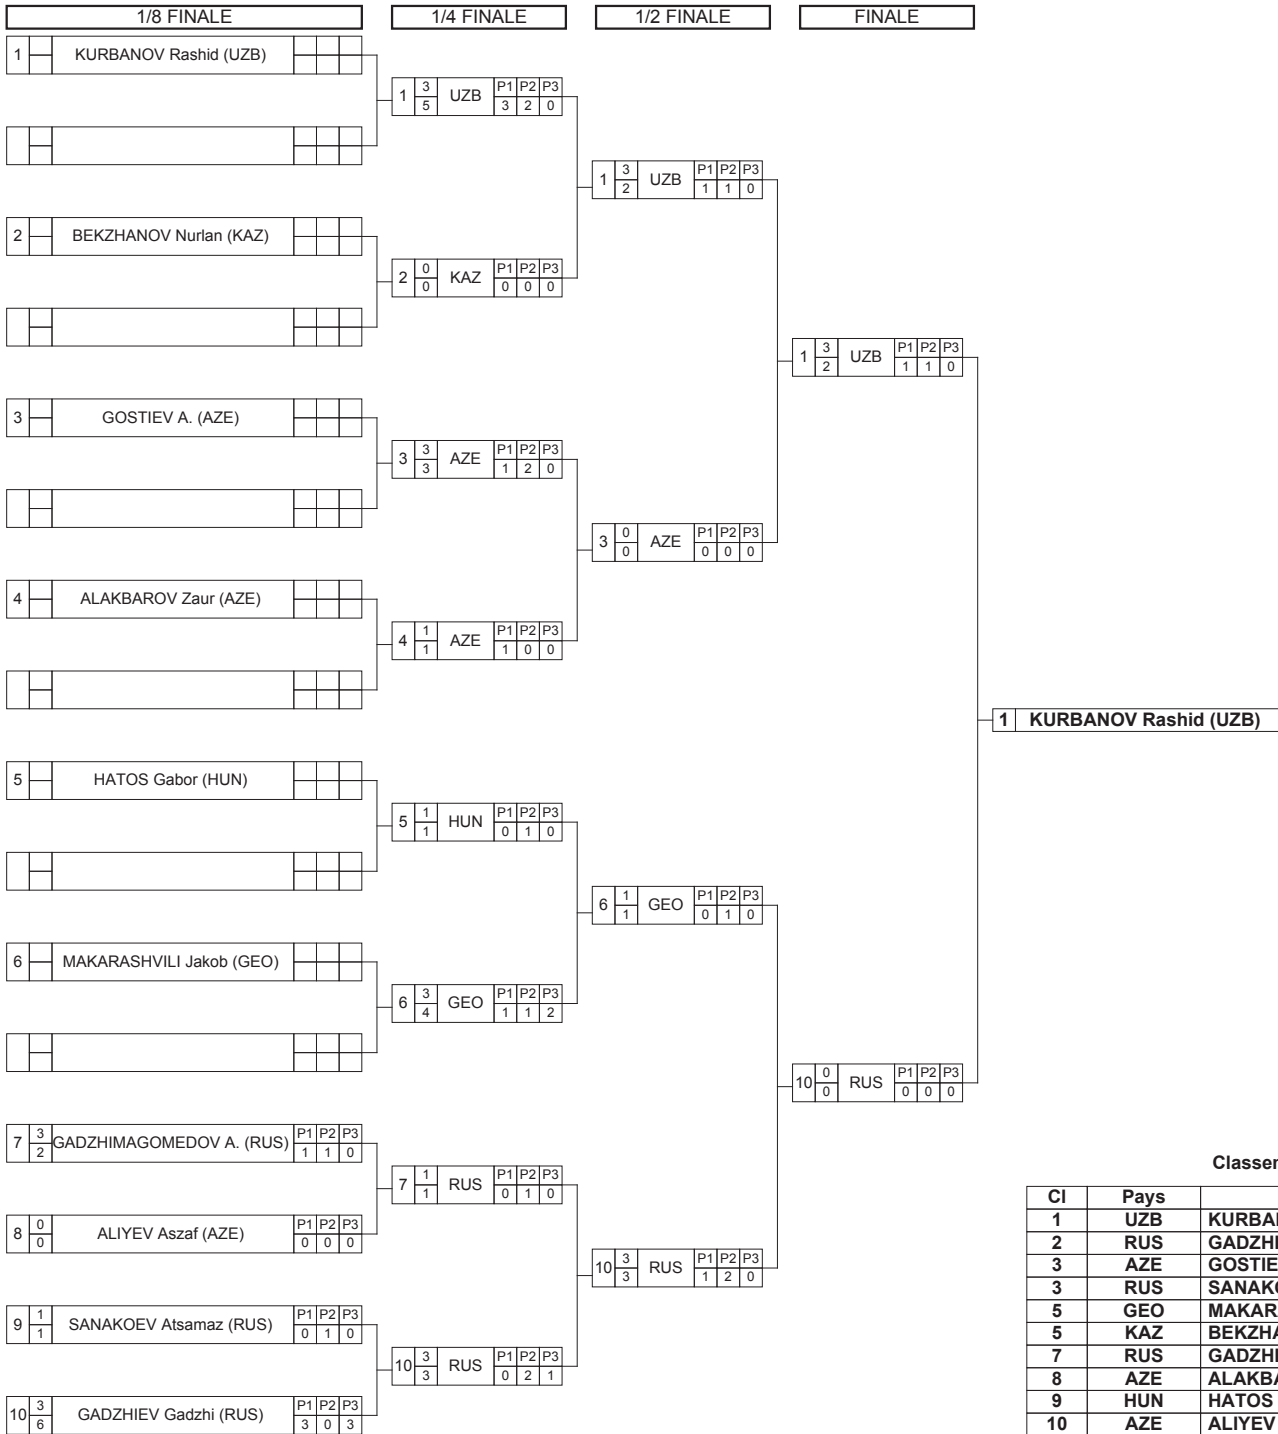 1/8 FINALE 1/4 FINALE 1/2 FINALE FINALE
1 KURBANOV Rashid (UZB)
1 3 5 UZB P1 P2 P3 3 2 0
1 3 2 UZB P1 P2 P3 1 1 0
2 BEKZHANOV Nurlan (KAZ)
2 0 0 KAZ P1 P2 P3 0 0 0
1 3 2 UZB P1 P2 P3 1 1 0
3 GOSTIEV A. (AZE)
3 3 3 AZE P1 P2 P3 1 2 0
3 0 0 AZE P1 P2 P3 0 0 0
4 ALAKBAROV Zaur (AZE)
4 1 1 AZE P1 P2 P3 1 0 0
1 KURBANOV Rashid (UZB)
5 HATOS Gabor (HUN)
5 1 1 HUN P1 P2 P3 0 1 0
6 1 1 GEO P1 P2 P3 0 1 0
6 MAKARASHVILI Jakob (GEO)
6 3 4 GEO P1 P2 P3 1 1 2
10 0 0 RUS P1 P2 P3 0 0 0
7 3 2 GADZHIMAGOMEDOV A. (RUS) P1 P2 P3 1 1 0
7 1 1 RUS P1 P2 P3 0 1 0
8 0 0 ALIYEV Aszaf (AZE) P1 P2 P3 0 0 0
10 3 3 RUS P1 P2 P3 1 2 0
9 1 1 SANAKOEV Atsamaz (RUS) P1 P2 P3 0 1 0
10 3 3 RUS P1 P2 P3 0 2 1
10 3 6 GADZHIEV Gadzhi (RUS) P1 P2 P3 3 0 3
Cl Pays
1 UZB
2 RUS
3 AZE
3 RUS
5 GEO
5 KAZ
7 RUS
8 AZE
9 HUN HATOS
10 AZE ALIYEV